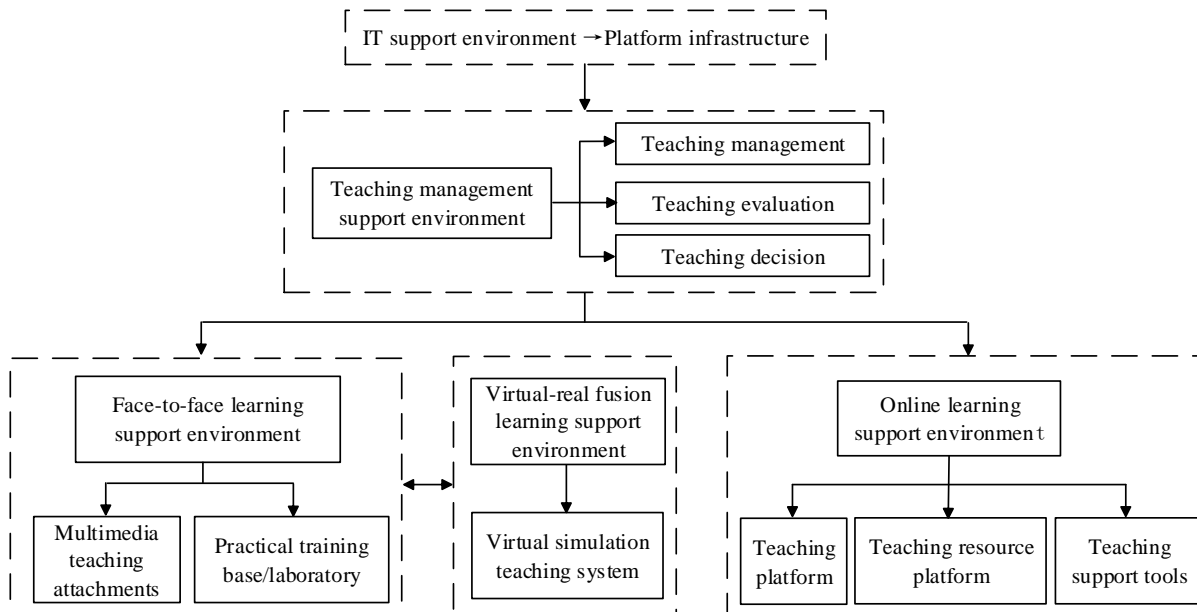 IT support environment →Platform infrastructure
Teaching management
Teaching management
support environment
Teaching evaluation
Teaching decision
Face-to-face learning
support environment
Multimedia
teaching
attachments
Practical training
base/laboratory
Virtual-real fusion
learning support
environment
Virtual simulation
teaching system
Online learning
support environment
Teaching
platform
Teaching resource
platform
Teaching
support tools